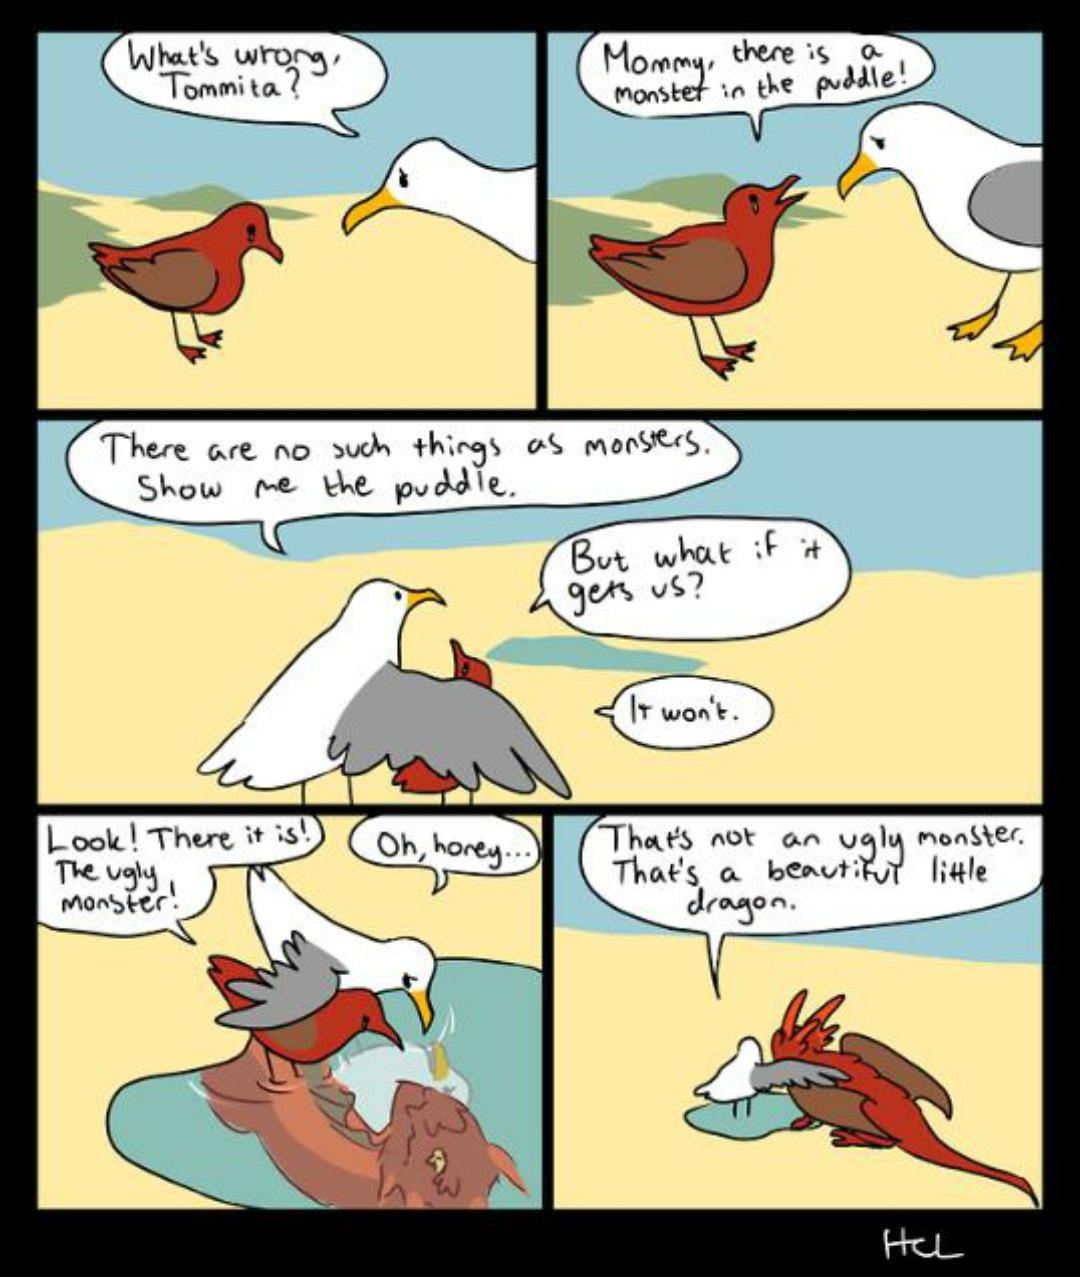 What's wrong,
Tommita?
Mommy, there is a
monster in the puddle!
There are no such things as monsters.
Show me the puddle.
But what if it
gets us?
It won't.
Look! There it is!
The ugly
monster!
Oh, honey...
That's not an ugly monster.
That's a beautiful little
dragon.
HCL